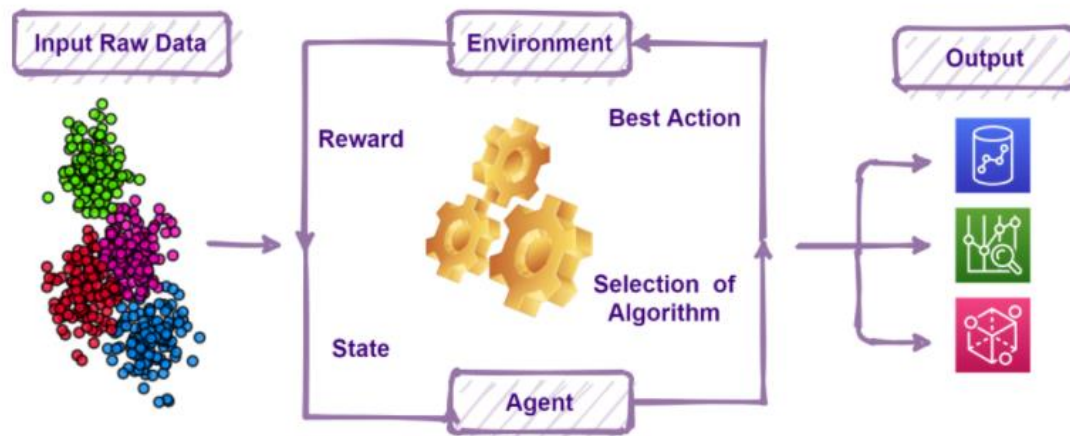 Input Raw Data
Environment
Output
Reward
Best Action
Selection of
Algorithm
State
Agent